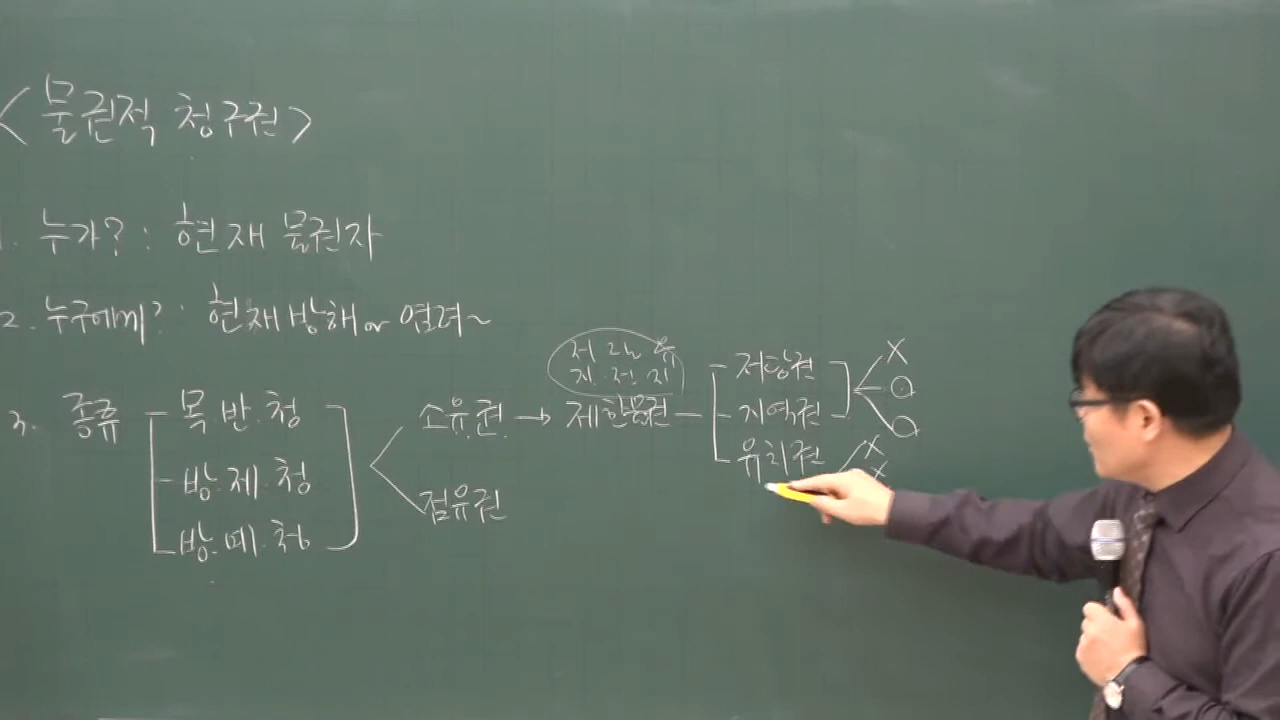 <물권적 청구권>
1. 누가? : 현재 물권자
2. 누구에게? : 현재 방해 or 염려~
3. 종류
목.반.청
방.제.청
방.예.청
소유권 → 제한물권
점유권
지.전.지
저당권
지역권
유치권
X
O
O
X
X